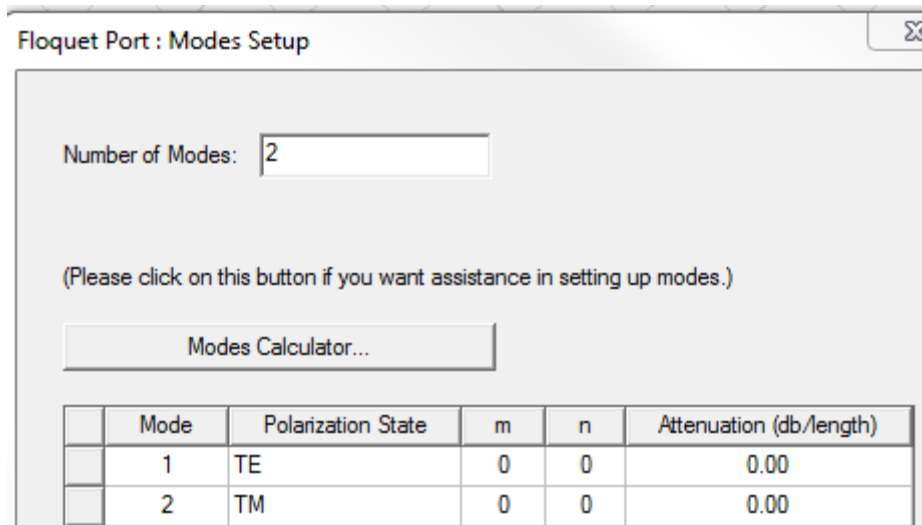 Floquet Port : Modes Setup
Number of Modes: 2
(Please click on this button if you want assistance in setting up modes.)
Modes Calculator...
Mode Polarization State m n Attenuation (db/length)
1 TE 0 0 0.00
2 TM 0 0 0.00